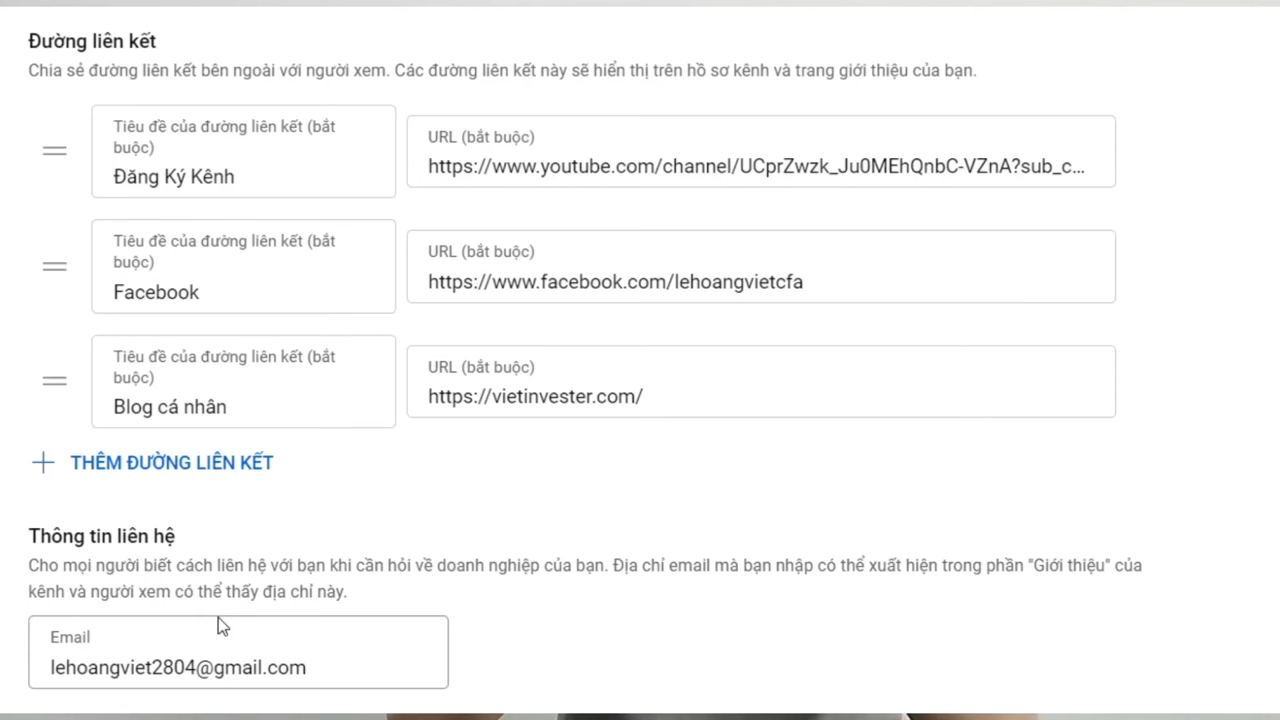 Đường liên kết
Chia sẻ đường liên kết bên ngoài với người xem. Các đường liên kết này sẽ hiển thị trên hồ sơ kênh và trang giới thiệu của bạn.
Tiêu đề của đường liên kết (bắt
buộc)
Đăng Ký Kênh
URL (bắt buộc)
https://www.youtube.com/channel/UCprZwzk_Ju0MEhQnbC-VZnA?sub_c...
Tiêu đề của đường liên kết (bắt
buộc)
Facebook
URL (bắt buộc)
https://www.facebook.com/lehoangvietcfa
Tiêu đề của đường liên kết (bắt
buộc)
Blog cá nhân
URL (bắt buộc)
https://vietinvester.com/
THÊM ĐƯỜNG LIÊN KẾT
Thông tin liên hệ
Cho mọi người biết cách liên hệ với bạn khi cần hỏi về doanh nghiệp của bạn. Địa chỉ email mà bạn nhập có thể xuất hiện trong phần "Giới thiệu" của
kênh và người xem có thể thấy địa chỉ này.
Email
lehoangviet2804@gmail.com